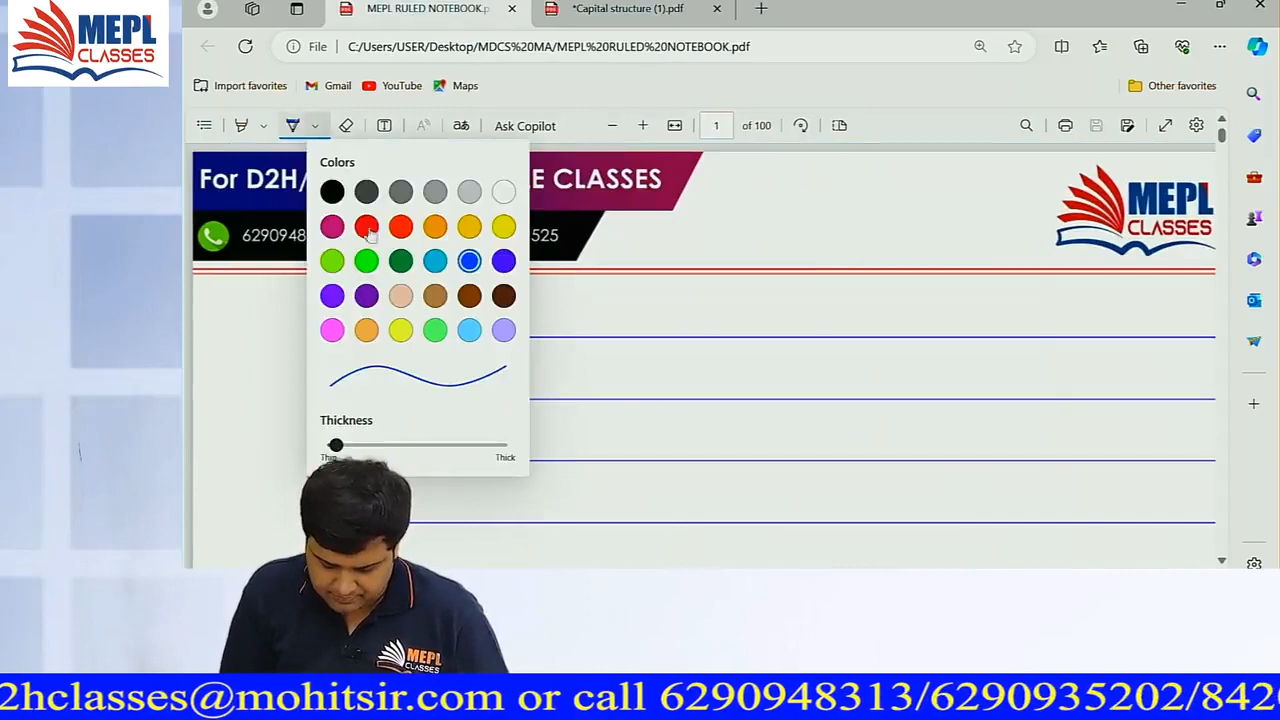 MEPL
CLASSES
MEPL RULED NOTEBOOK.p
*Capital structure (1).pdf
File
C:/Users/USER/Desktop/MDCS%20MA/MEPL%20RULED%20NOTEBOOK.pdf
Import favorites
Gmail
YouTube
Maps
Other favorites
Ask Copilot
1
of 100
Colors
For D2H/
E CLASSES
MEPL
CLASSES
6290948
525
Thickness
Thin
Thick
MEPL
CLASSES
2hclasses@mohitsir.com or call 6290948313/6290935202/842